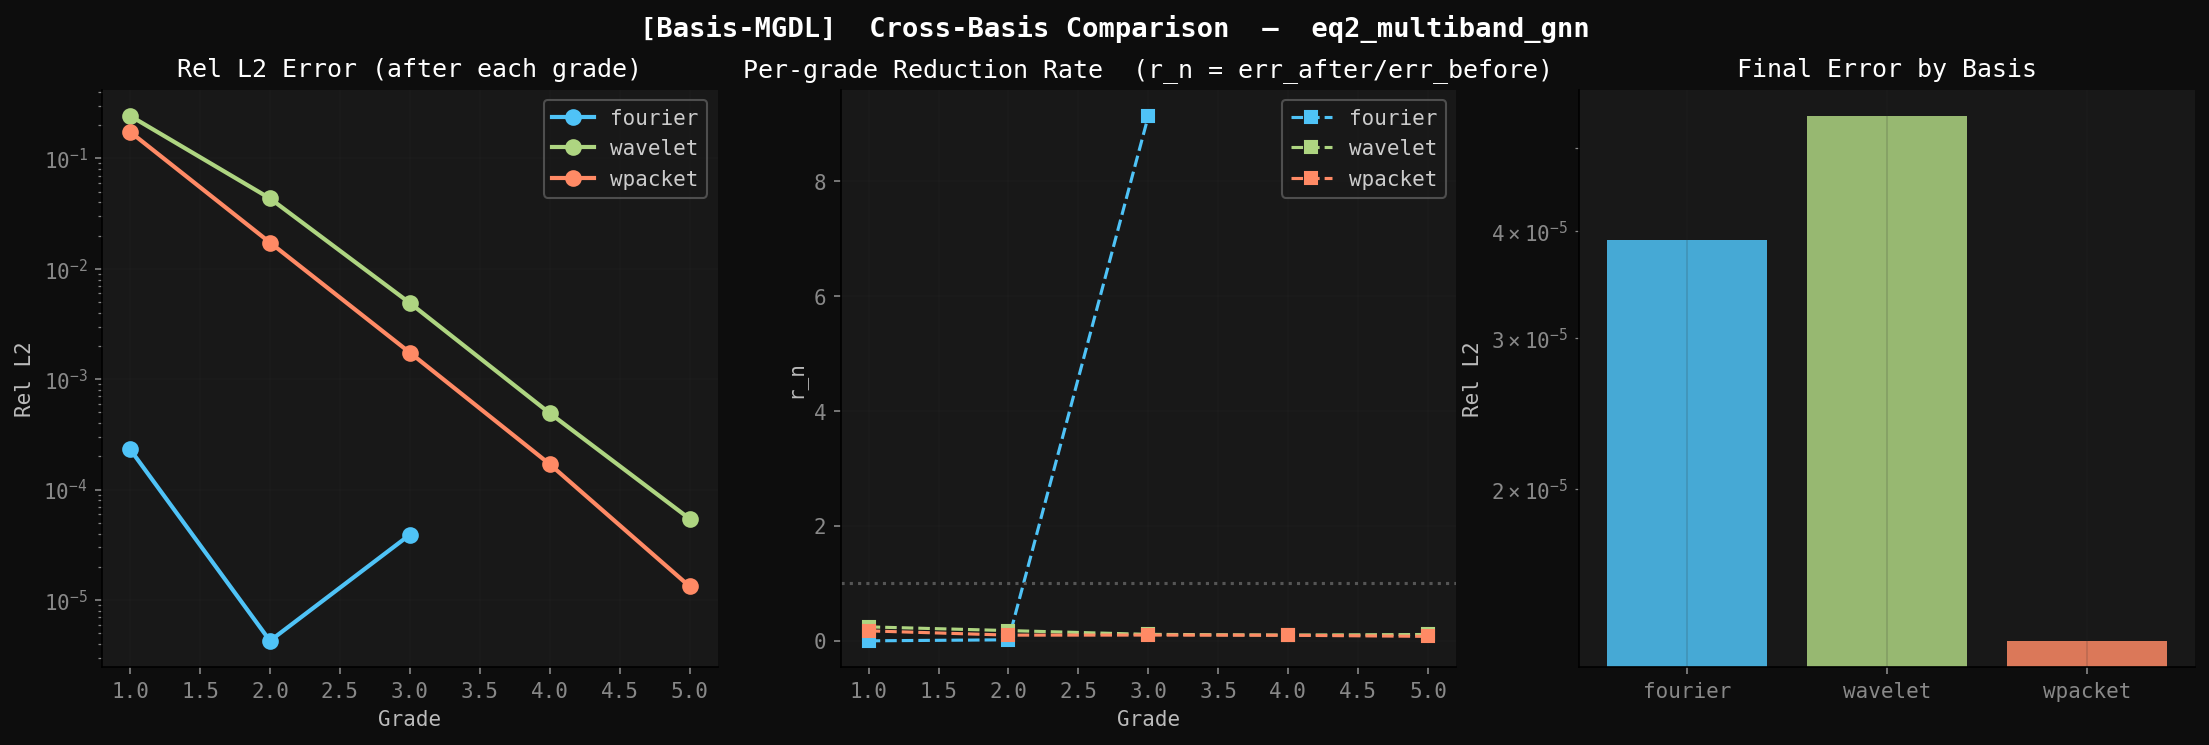 [Basis-MGDL]  Cross-Basis Comparison  —  eq2_multiband_gnn
Rel L2 Error (after each grade)
fourier
wavelet
wpacket
10⁻¹
10⁻²
10⁻³
10⁻⁴
10⁻⁵
Rel L2
1.0 1.5 2.0 2.5 3.0 3.5 4.0 4.5 5.0
Grade
Per-grade Reduction Rate  (r_n = err_after/err_before)
fourier
wavelet
wpacket
8
6
4
2
0
r_n
1.0 1.5 2.0 2.5 3.0 3.5 4.0 4.5 5.0
Grade
Final Error by Basis
4×10⁻⁵
3×10⁻⁵
2×10⁻⁵
Rel L2
fourier wavelet wpacket